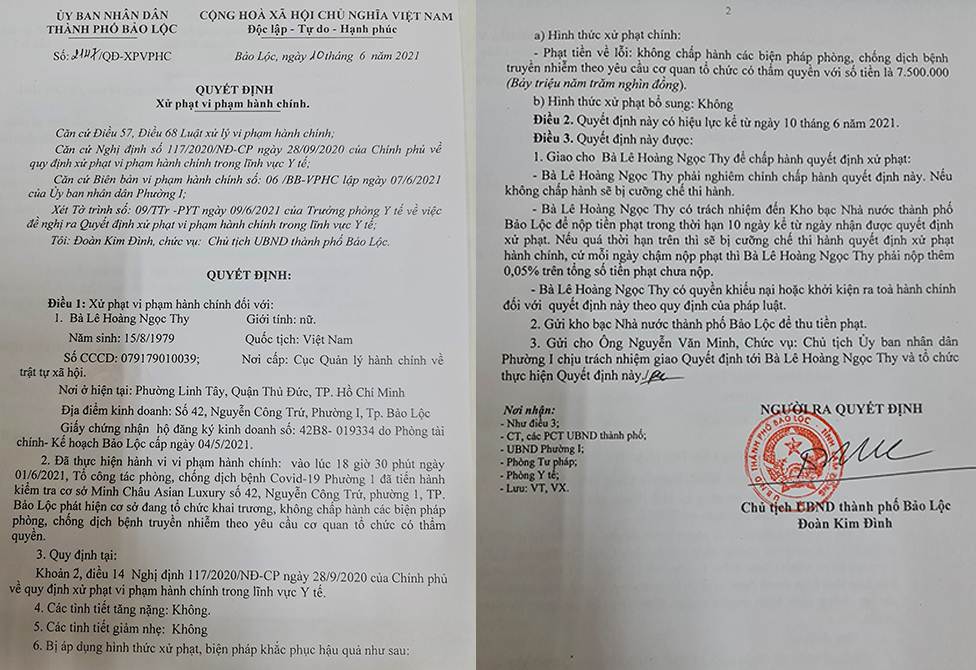 ỦY BAN NHÂN DÂN
THÀNH PHỐ BẢO LỘC
CỘNG HOÀ XÃ HỘI CHỦ NGHĨA VIỆT NAM
Độc lập - Tự do - Hạnh phúc
Số: /QĐ-XPVPHC
Bảo Lộc, ngày 10 tháng 6 năm 2021
QUYẾT ĐỊNH
Xử phạt vi phạm hành chính.
Căn cứ Điều 57, Điều 68 Luật xử lý vi phạm hành chính;
Căn cứ Nghị định số 117/2020/NĐ-CP ngày 28/09/2020 của Chính phủ về
quy định xử phạt vi phạm hành chính trong lĩnh vực Y tế;
Căn cứ Biên bản vi phạm hành chính số: 06 /BB-VPHC lập ngày 07/6/2021
của Ủy ban nhân dân Phường I;
Xét Tờ trình số: 09/TTr -PYT ngày 09/6/2021 của Trưởng phòng Y tế về việc
đề nghị ra Quyết định xử phạt vi phạm hành chính trong lĩnh vực Y tế;
Tôi: Đoàn Kim Đình, chức vụ: Chủ tịch UBND thành phố Bảo Lộc.
QUYẾT ĐỊNH:
Điều 1: Xử phạt vi phạm hành chính đối với:
1. Bà Lê Hoàng Ngọc Thy Giới tính: nữ.
Năm sinh: 15/8/1979 Quốc tịch: Việt Nam
Số CCCD: 079179010039; Nơi cấp: Cục Quản lý hành chính về
trật tự xã hội.
Nơi ở hiện tại: Phường Linh Tây, Quận Thủ Đức, TP. Hồ Chí Minh
Địa điểm kinh doanh: Số 42, Nguyễn Công Trứ, Phường I, Tp. Bảo Lộc
Giấy chứng nhận hộ đăng ký kinh doanh số: 42B8- 019334 do Phòng tài
chính- Kế hoạch Bảo Lộc cấp ngày 04/5/2021.
2. Đã thực hiện hành vi vi phạm hành chính: vào lúc 18 giờ 30 phút ngày
01/6/2021, Tổ công tác phòng, chống dịch bệnh Covid-19 Phường 1 đã tiến hành
kiểm tra cơ sở Minh Châu Asian Luxury số 42, Nguyễn Công Trứ, phường 1, TP.
Bảo Lộc phát hiện cơ sở đang tổ chức khai trương, không chấp hành các biện pháp
phòng, chống dịch bệnh truyền nhiễm theo yêu cầu cơ quan tổ chức có thẩm
quyền.
3. Quy định tại:
Khoản 2, điều 14 Nghị định 117/2020/NĐ-CP ngày 28/9/2020 của Chính phủ
về quy định xử phạt vi phạm hành chính trong lĩnh vực Y tế.
4. Các tình tiết tăng nặng: Không.
5. Các tình tiết giảm nhẹ: Không
6. Bị áp dụng hình thức xử phạt, biện pháp khắc phục hậu quả như sau:
2
a) Hình thức xử phạt chính:
- Phạt tiền về lỗi: không chấp hành các biện pháp phòng, chống dịch bệnh
truyền nhiễm theo yêu cầu cơ quan tổ chức có thẩm quyền với số tiền là 7.500.000
(Bảy triệu năm trăm nghìn đồng).
b) Hình thức xử phạt bổ sung: Không
Điều 2. Quyết định này có hiệu lực kể từ ngày 10 tháng 6 năm 2021.
Điều 3. Quyết định này được:
1. Giao cho Bà Lê Hoàng Ngọc Thy để chấp hành quyết định xử phạt:
- Bà Lê Hoàng Ngọc Thy phải nghiêm chỉnh chấp hành quyết định này. Nếu
không chấp hành sẽ bị cưỡng chế thi hành.
- Bà Lê Hoàng Ngọc Thy có trách nhiệm đến Kho bạc Nhà nước thành phố
Bảo Lộc để nộp tiền phạt trong thời hạn 10 ngày kể từ ngày nhận được quyết định
xử phạt. Nếu quá thời hạn trên thì sẽ bị cưỡng chế thi hành quyết định xử phạt
hành chính, cứ mỗi ngày chậm nộp phạt thì Bà Lê Hoàng Ngọc Thy phải nộp thêm
0,05% trên tổng số tiền phạt chưa nộp.
- Bà Lê Hoàng Ngọc Thy có quyền khiếu nại hoặc khởi kiện ra toà hành chính
đối với quyết định này theo quy định của pháp luật.
2. Gửi kho bạc Nhà nước thành phố Bảo Lộc để thu tiền phạt.
3. Gửi cho Ông Nguyễn Văn Minh, Chức vụ: Chủ tịch Ủy ban nhân dân
Phường I chịu trách nhiệm giao Quyết định tới Bà Lê Hoàng Ngọc Thy và tổ chức
thực hiện Quyết định này.
Nơi nhận:
- Như điều 3;
- CT, các PCT UBND thành phố;
- UBND Phường I;
- Phòng Tư pháp;
- Phòng Y tế;
- Lưu: VT, VX.
NGƯỜI RA QUYẾT ĐỊNH
Chủ tịch UBND thành phố Bảo Lộc
Đoàn Kim Đình